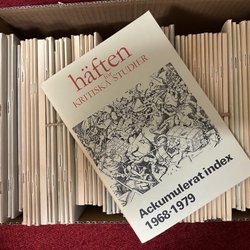 häften
för
KRITISKA STUDIER
Ackumulerat index
1968-1979